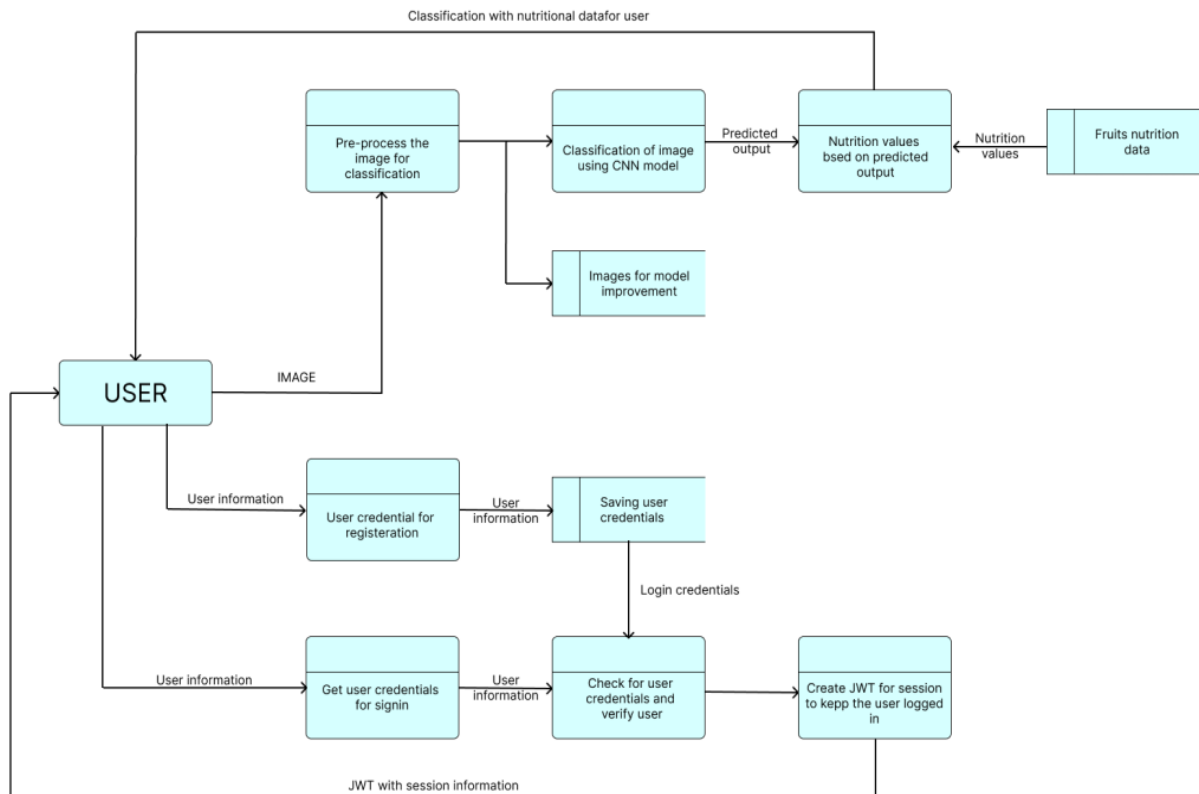 Classification with nutritional datafor user
Pre-process the
image for
classification
Classification of image
using CNN model
Predicted
output
Nutrition values
bsed on predicted
output
Nutrition
values
Fruits nutrition
data
Images for model
improvement
USER
IMAGE
User information
User credential for
registeration
User
information
Saving user
credentials
Login credentials
User information
Get user credentials
for signin
User
information
Check for user
credentials and
verify user
Create JWT for session
to kepp the user logged
in
JWT with session information